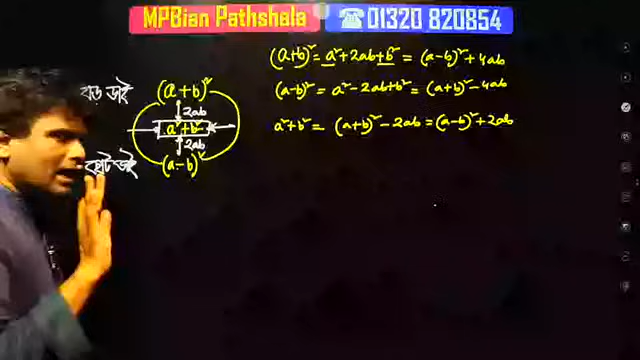 MPBian Pathshala ☎ 01320 820854
(a+b)² = a²+2ab+b² = (a-b)²+4ab
(a-b)² = a²-2ab+b² = (a+b)²-4ab
a²+b² = (a+b)²-2ab = (a-b)²+2ab
বড় ভাই (a+b)²
2ab
a²+b²
2ab
ছোট ভাই (a-b)²